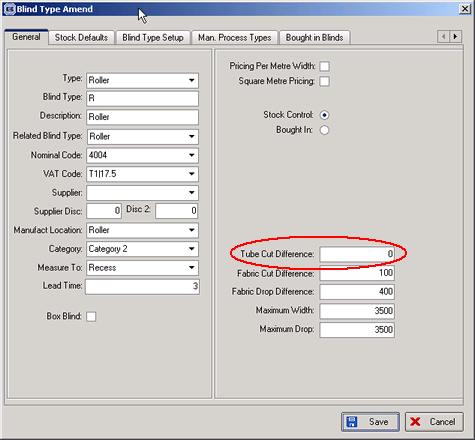 Blind Type Amend
General
Stock Defaults
Blind Type Setup
Man. Process Types
Bought in Blinds
Type: Roller
Blind Type: R
Description: Roller
Related Blind Type: Roller
Nominal Code: 4004
VAT Code: T1|17.5
Supplier:
Supplier Disc: 0 Disc 2: 0
Manufact Location: Roller
Category: Category 2
Measure To: Recess
Lead Time: 3
Box Blind:
Pricing Per Metre Width:
Square Metre Pricing:
Stock Control:
Bought In:
Tube Cut Difference: 0
Fabric Cut Difference: 100
Fabric Drop Difference: 400
Maximum Width: 3500
Maximum Drop: 3500
Save
Cancel